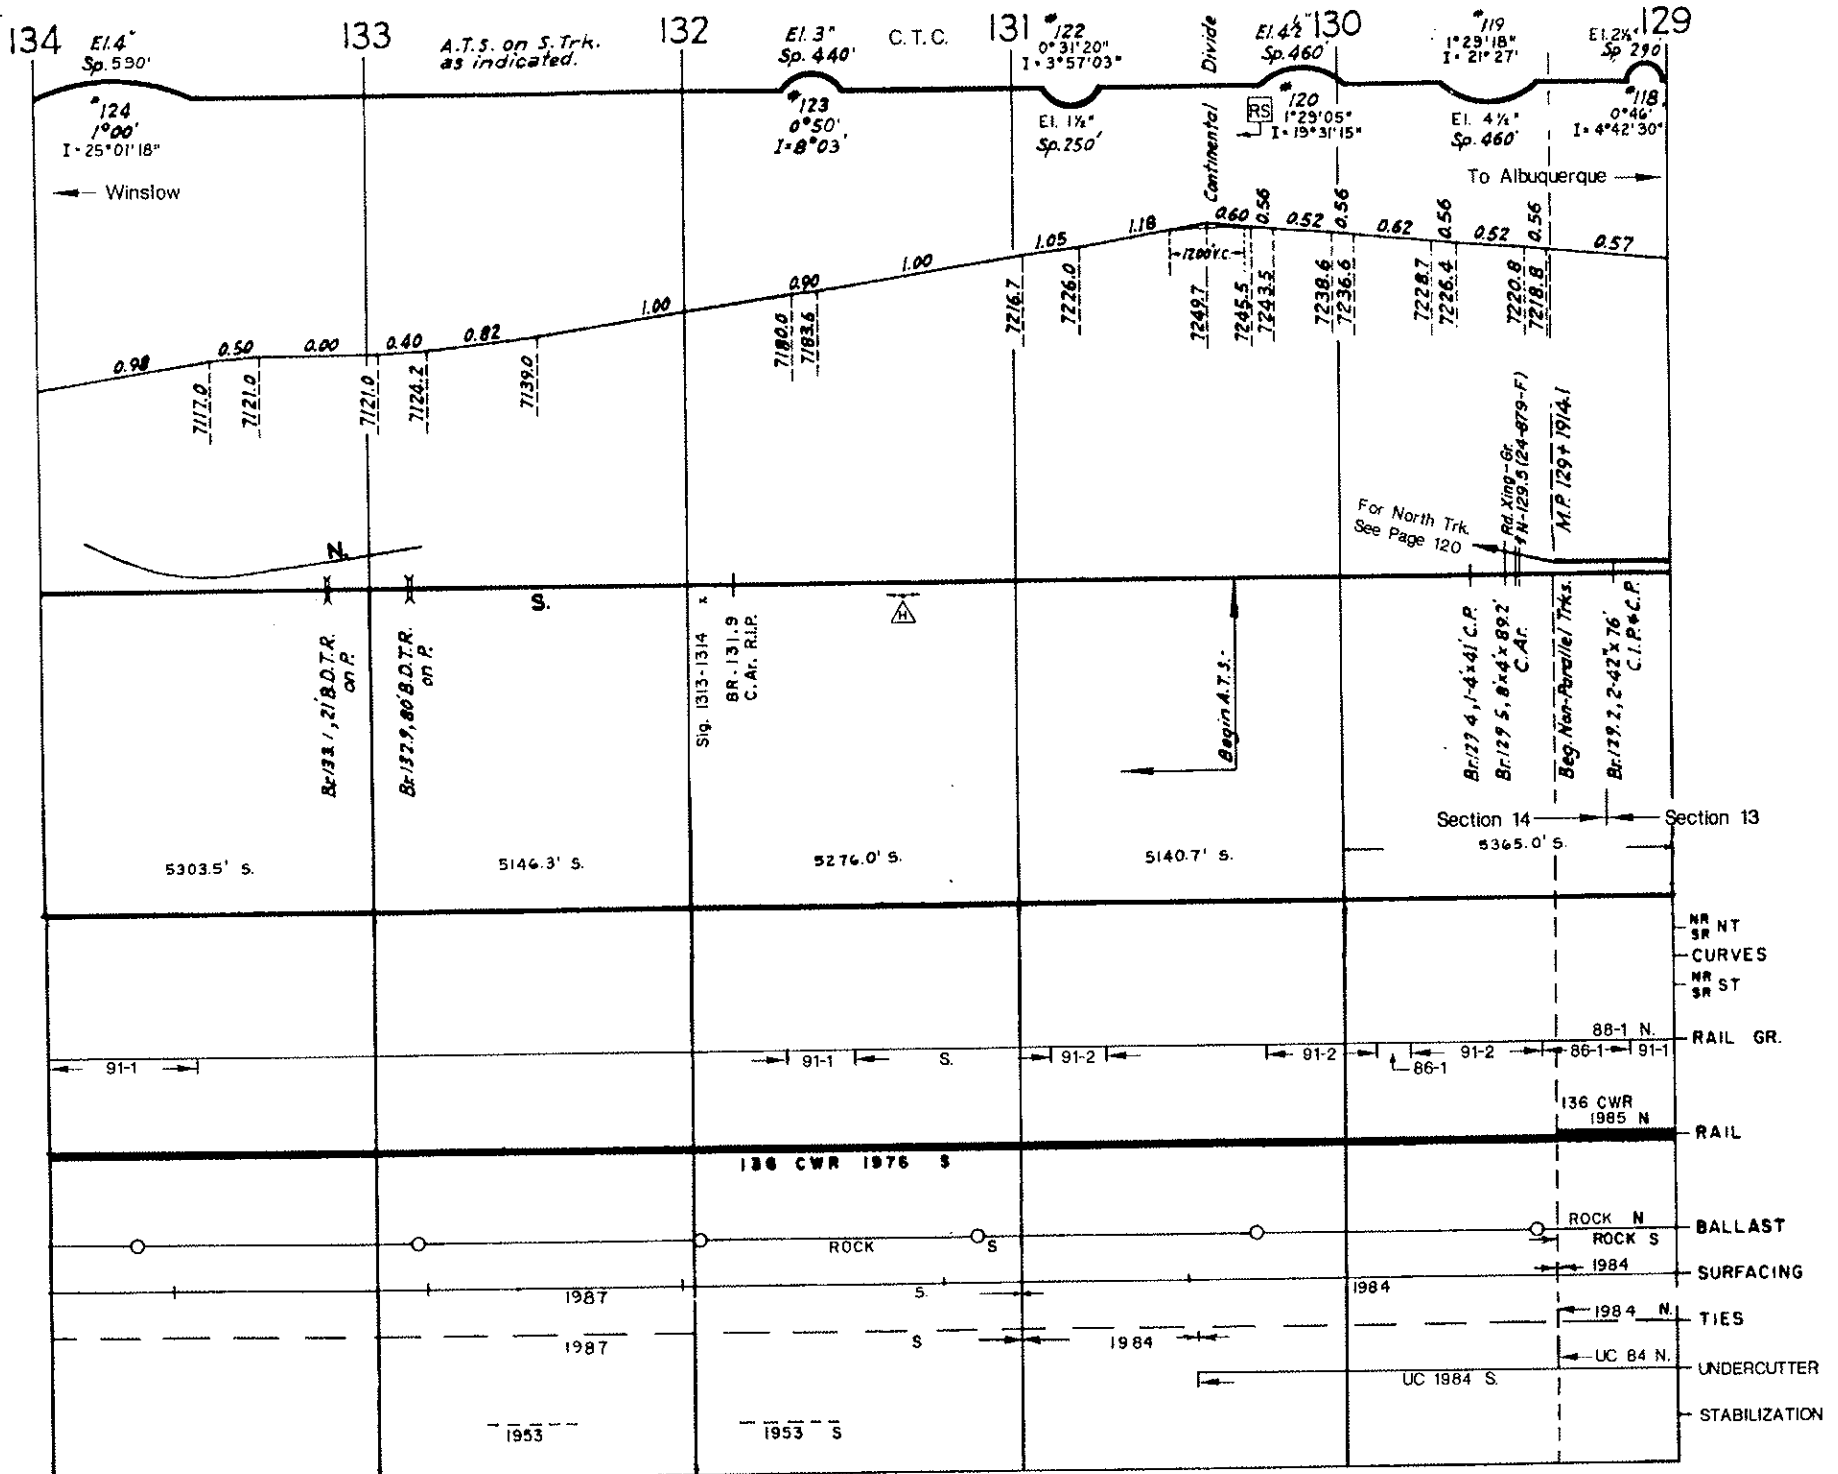 134
133
132
131
130
129
El.4"
Sp.590'
#124
1°00'
I=25°01'18"
A.T.S. on S.Trk.
as indicated.
El.3"
Sp.440'
#123
0°50'
I=8°03'
C.T.C.
#122
0°31'20"
I=3°57'03"
El. 1½"
Sp.250'
Continental Divide
El.4½"
Sp.460'
RS
#120
1°29'05"
I=19°31'15"
#119
1°29'18"
I=21°27'
El. 4½"
Sp.460'
El.2½"
Sp 290'
#118
0°46'
I=4°42'30"
Winslow
To Albuquerque
0.98
0.50
0.00
0.40
0.82
1.00
0.90
1.00
1.05
1.18
0.60
0.56
0.52
0.56
0.62
0.56
0.52
0.56
0.57
1200'V.C.
7117.0
7121.0
7121.0
7124.2
7139.0
7180.0
7183.6
7216.7
7226.0
7249.7
7245.5
7243.5
7238.6
7236.6
7228.7
7226.4
7220.8
7218.8
For North Trk.
See Page 120
Rd.Xing-Gr.
N-129.5(24-879-F)
M.P. 129+1914.1
N.
S.
Br.133.1, 21' B.D.T.R.
on P.
Br.132.9, 80' B.D.T.R.
on P.
Sig. 1313-1314
BR.-131.9
C.Ar. R.I.P.
H
Begin A.T.S.-
Br.129.4, 1-4'x41' C.P.
Br.129.5, 8'x4'x89.2'
C.Ar.
Beg. Non-Parallel Trks.
Br.129.2, 2-42"x76'
C.I.P.&C.P.
Section 14
Section 13
5303.5' S.
5146.3' S.
5276.0' S.
5140.7' S.
5365.0' S.
NR
SR NT
CURVES
NR
SR ST
88-1 N.
RAIL GR.
91-1
91-1
S.
91-2
91-2
86-1
91-2
86-1
91-1
136 CWR
1985 N
RAIL
136 CWR 1976 S
ROCK N
BALLAST
ROCK
S
ROCK S
1984
SURFACING
1987
S.
1984
1984 N.
TIES
1987
S
1984
UC 84 N.
UNDERCUTTER
UC 1984 S.
STABILIZATION
1953
1953 S